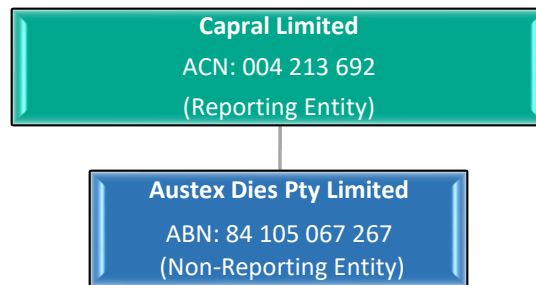 Capral Limited
ACN: 004 213 692
(Reporting Entity)
Austex Dies Pty Limited
ABN: 84 105 067 267
(Non-Reporting Entity)